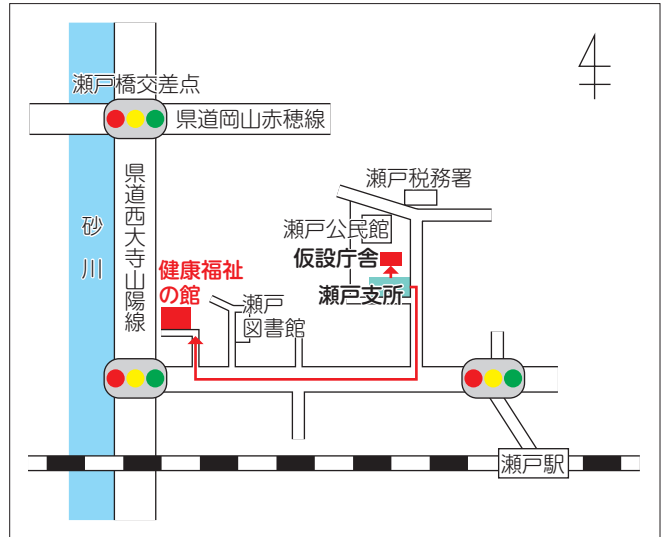 瀬戸橋交差点
県道岡山赤穂線
瀬戸税務署
県道西大寺山陽線
瀬戸公民館
砂川
仮設庁舎
健康福祉
の館
瀬戸支所
瀬戸
図書館
瀬戸駅